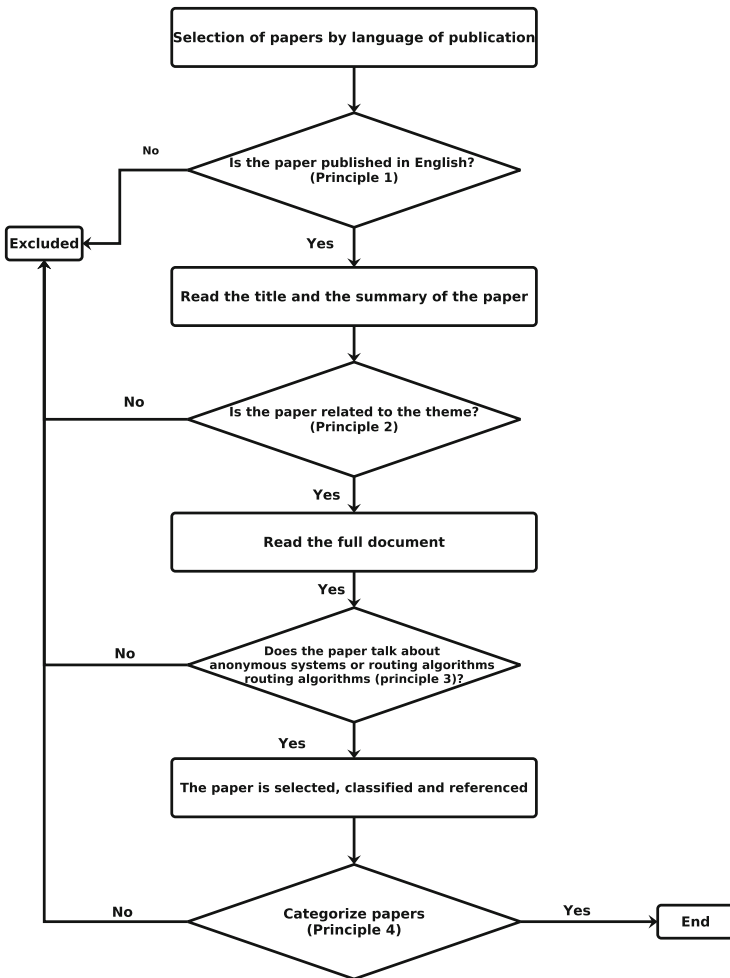 Selection of papers by language of publication
No
Is the paper published in English?
(Principle 1)
Excluded
Yes
Read the title and the summary of the paper
No
Is the paper related to the theme?
(Principle 2)
Yes
Read the full document
Yes
No
Does the paper talk about
anonymous systems or routing algorithms
routing algorithms (principle 3)?
Yes
The paper is selected, classified and referenced
No
Categorize papers
(Principle 4)
Yes
End